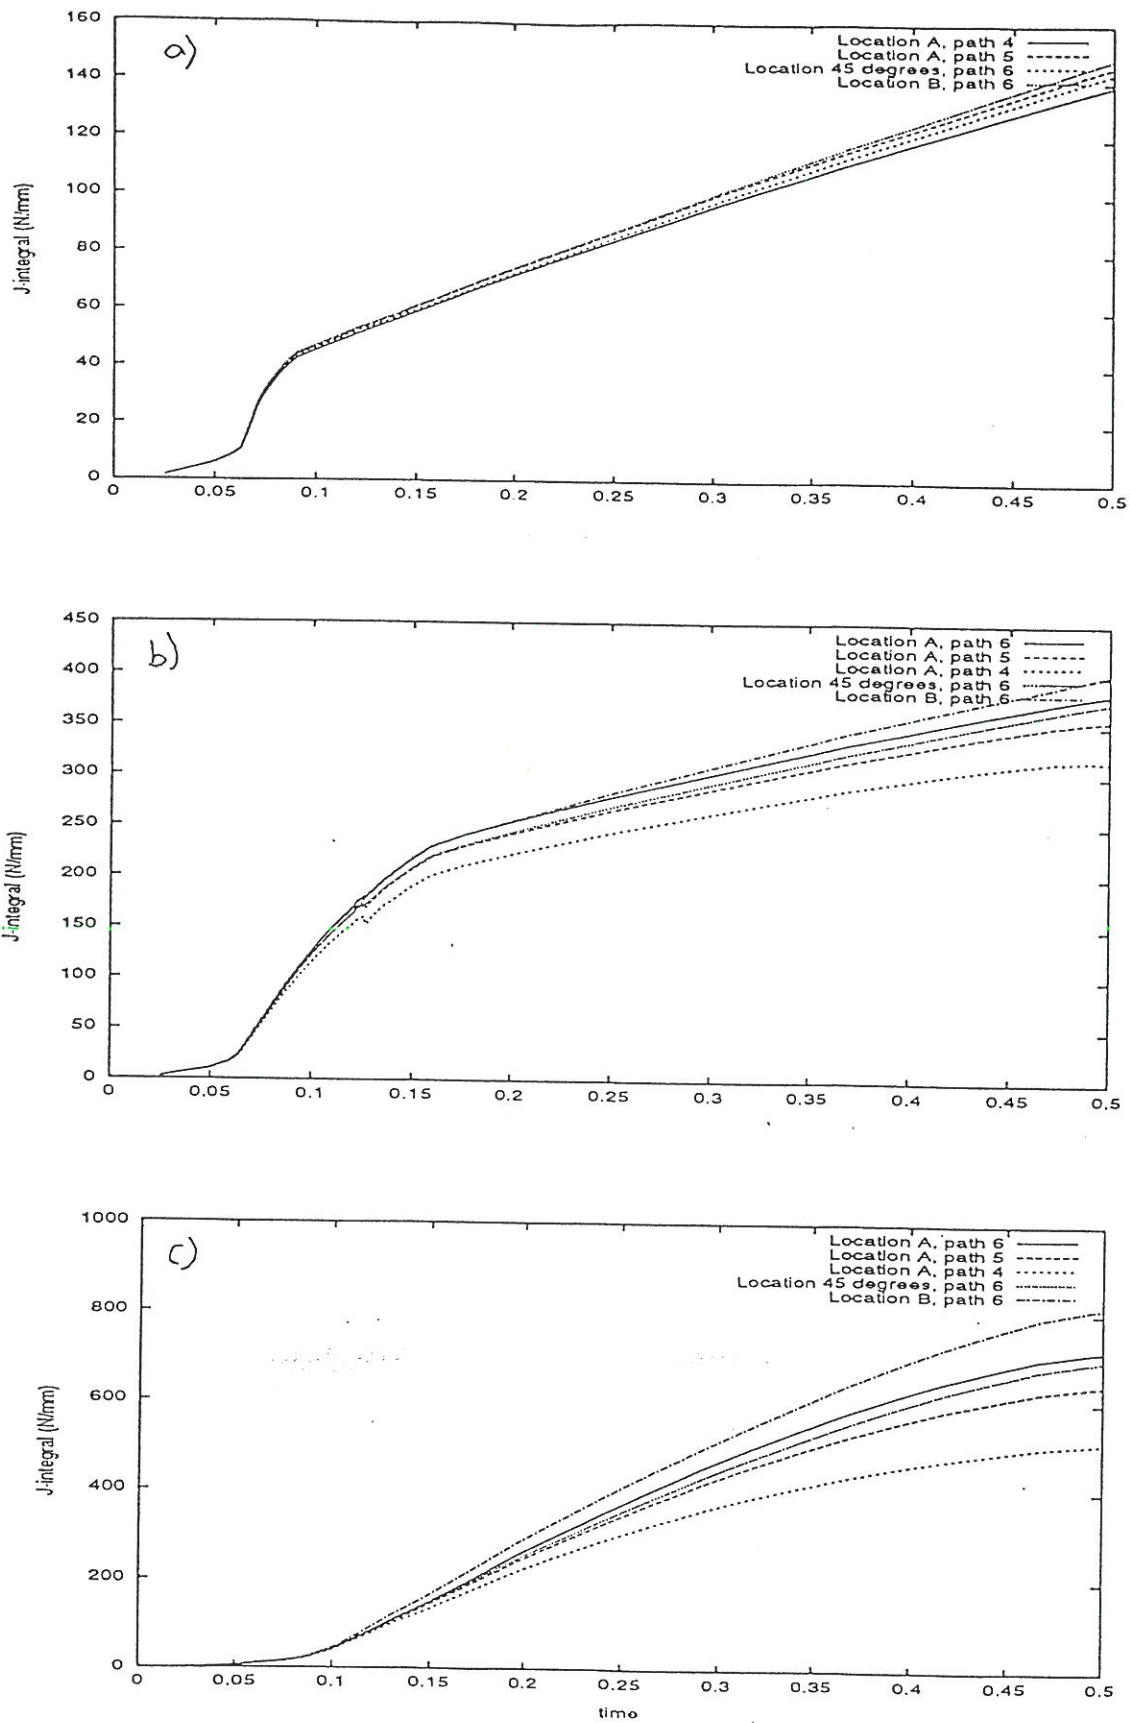 a)
160
140
120
100
80
60
40
20
0
J-integral (N/mm)
Location A, path 4
Location A, path 5
Location 45 degrees, path 6
Location B, path 6
0 0.05 0.1 0.15 0.2 0.25 0.3 0.35 0.4 0.45 0.5
b)
450
400
350
300
250
200
150
100
50
0
J-integral (N/mm)
Location A, path 6
Location A, path 5
Location A, path 4
Location 45 degrees, path 6
Location B, path 6
0 0.05 0.1 0.15 0.2 0.25 0.3 0.35 0.4 0.45 0.5
c)
1000
800
600
400
200
0
J-integral (N/mm)
Location A, path 6
Location A, path 5
Location A, path 4
Location 45 degrees, path 6
Location B, path 6
0 0.05 0.1 0.15 0.2 0.25 0.3 0.35 0.4 0.45 0.5
time